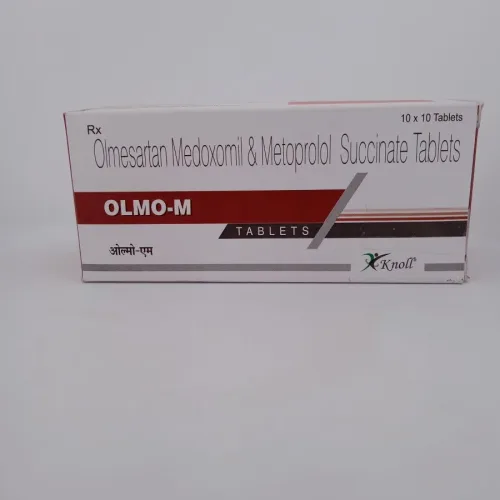 Rx
10 x 10 Tablets
Olmesartan Medoxomil & Metoprolol Succinate Tablets
OLMO-M
TABLETS
ओल्मो-एम
Knoll®